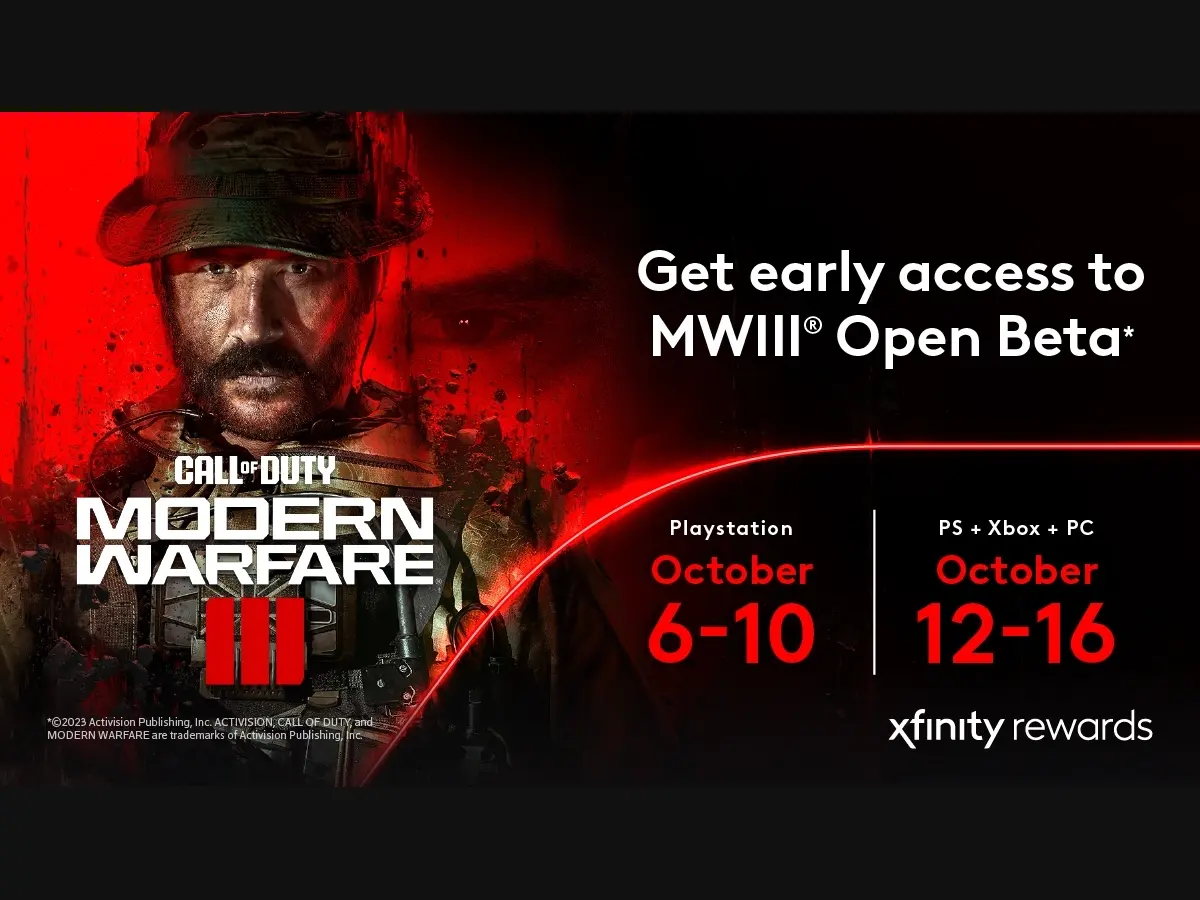 Get early access to
MWIII® Open Beta*
CALL OF DUTY
MODERN
WARFARE
III
Playstation
October
6-10
PS + Xbox + PC
October
12-16
*©2023 Activision Publishing, Inc. ACTIVISION, CALL OF DUTY, and
MODERN WARFARE are trademarks of Activision Publishing, Inc.
xfinity rewards